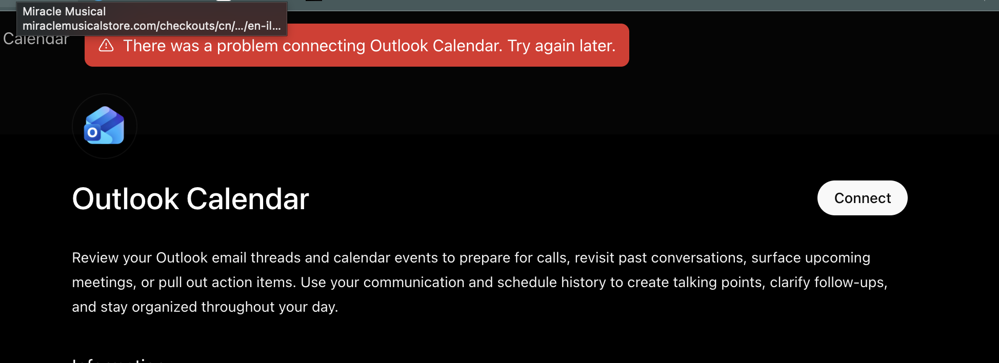 Miracle Musical
miraclemusicalstore.com/checkouts/cn/.../en-il...
Calendar
There was a problem connecting Outlook Calendar. Try again later.
O
Outlook Calendar
Connect
Review your Outlook email threads and calendar events to prepare for calls, revisit past conversations, surface upcoming
meetings, or pull out action items. Use your communication and schedule history to create talking points, clarify follow-ups,
and stay organized throughout your day.